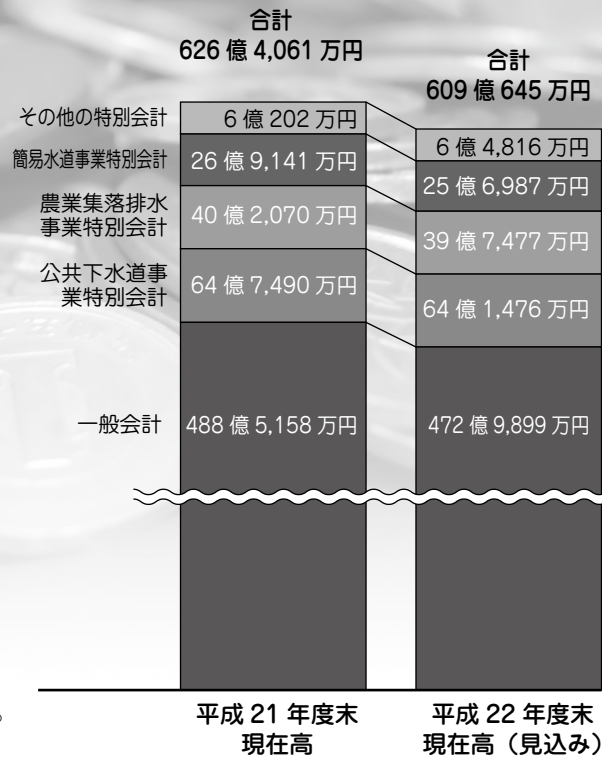 合計
626 億 4,061 万円
合計
609 億 645 万円
その他の特別会計
6 億 202 万円
6 億 4,816 万円
簡易水道事業特別会計
26 億 9,141 万円
25 億 6,987 万円
農業集落排水
事業特別会計
40 億 2,070 万円
39 億 7,477 万円
公共下水道事
業特別会計
64 億 7,490 万円
64 億 1,476 万円
一般会計
488 億 5,158 万円
472 億 9,899 万円
。
平成 21 年度末
現在高
平成 22 年度末
現在高（見込み）